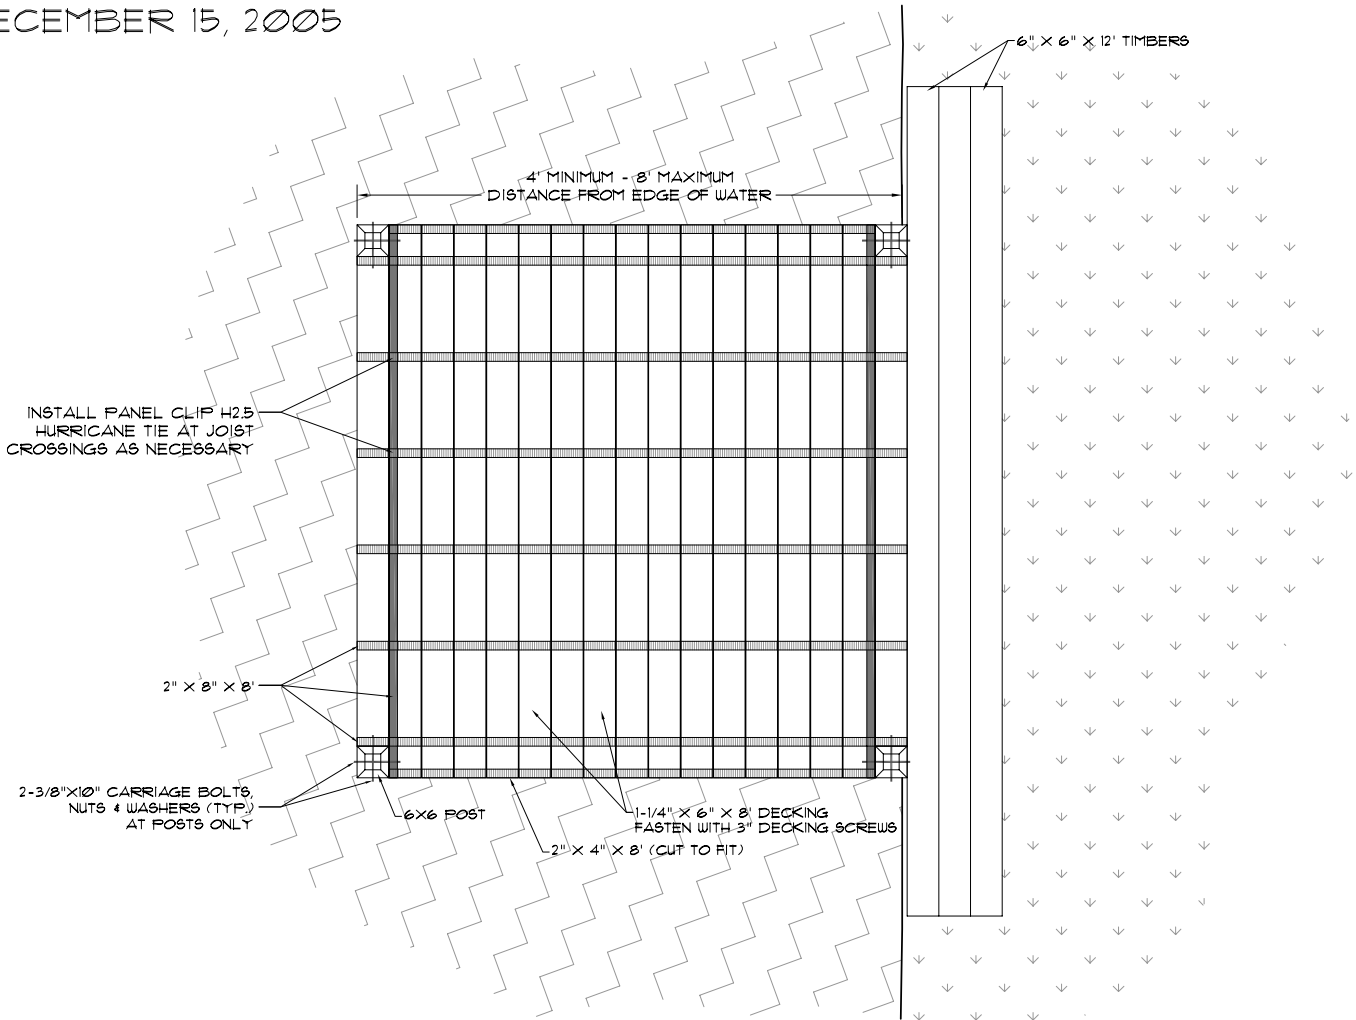 ECEMBER 15, 2005
6" X 6" X 12' TIMBERS
4' MINIMUM - 8' MAXIMUM
DISTANCE FROM EDGE OF WATER
INSTALL PANEL CLIP H2.5
HURRICANE TIE AT JOIST
CROSSINGS AS NECESSARY
2" X 8" X 8'
2-3/8"X10" CARRIAGE BOLTS,
NUTS & WASHERS (TYP.)
AT POSTS ONLY
6X6 POST
1-1/4" X 6" X 8' DECKING
FASTEN WITH 3" DECKING SCREWS
2" X 4" X 8' (CUT TO FIT)